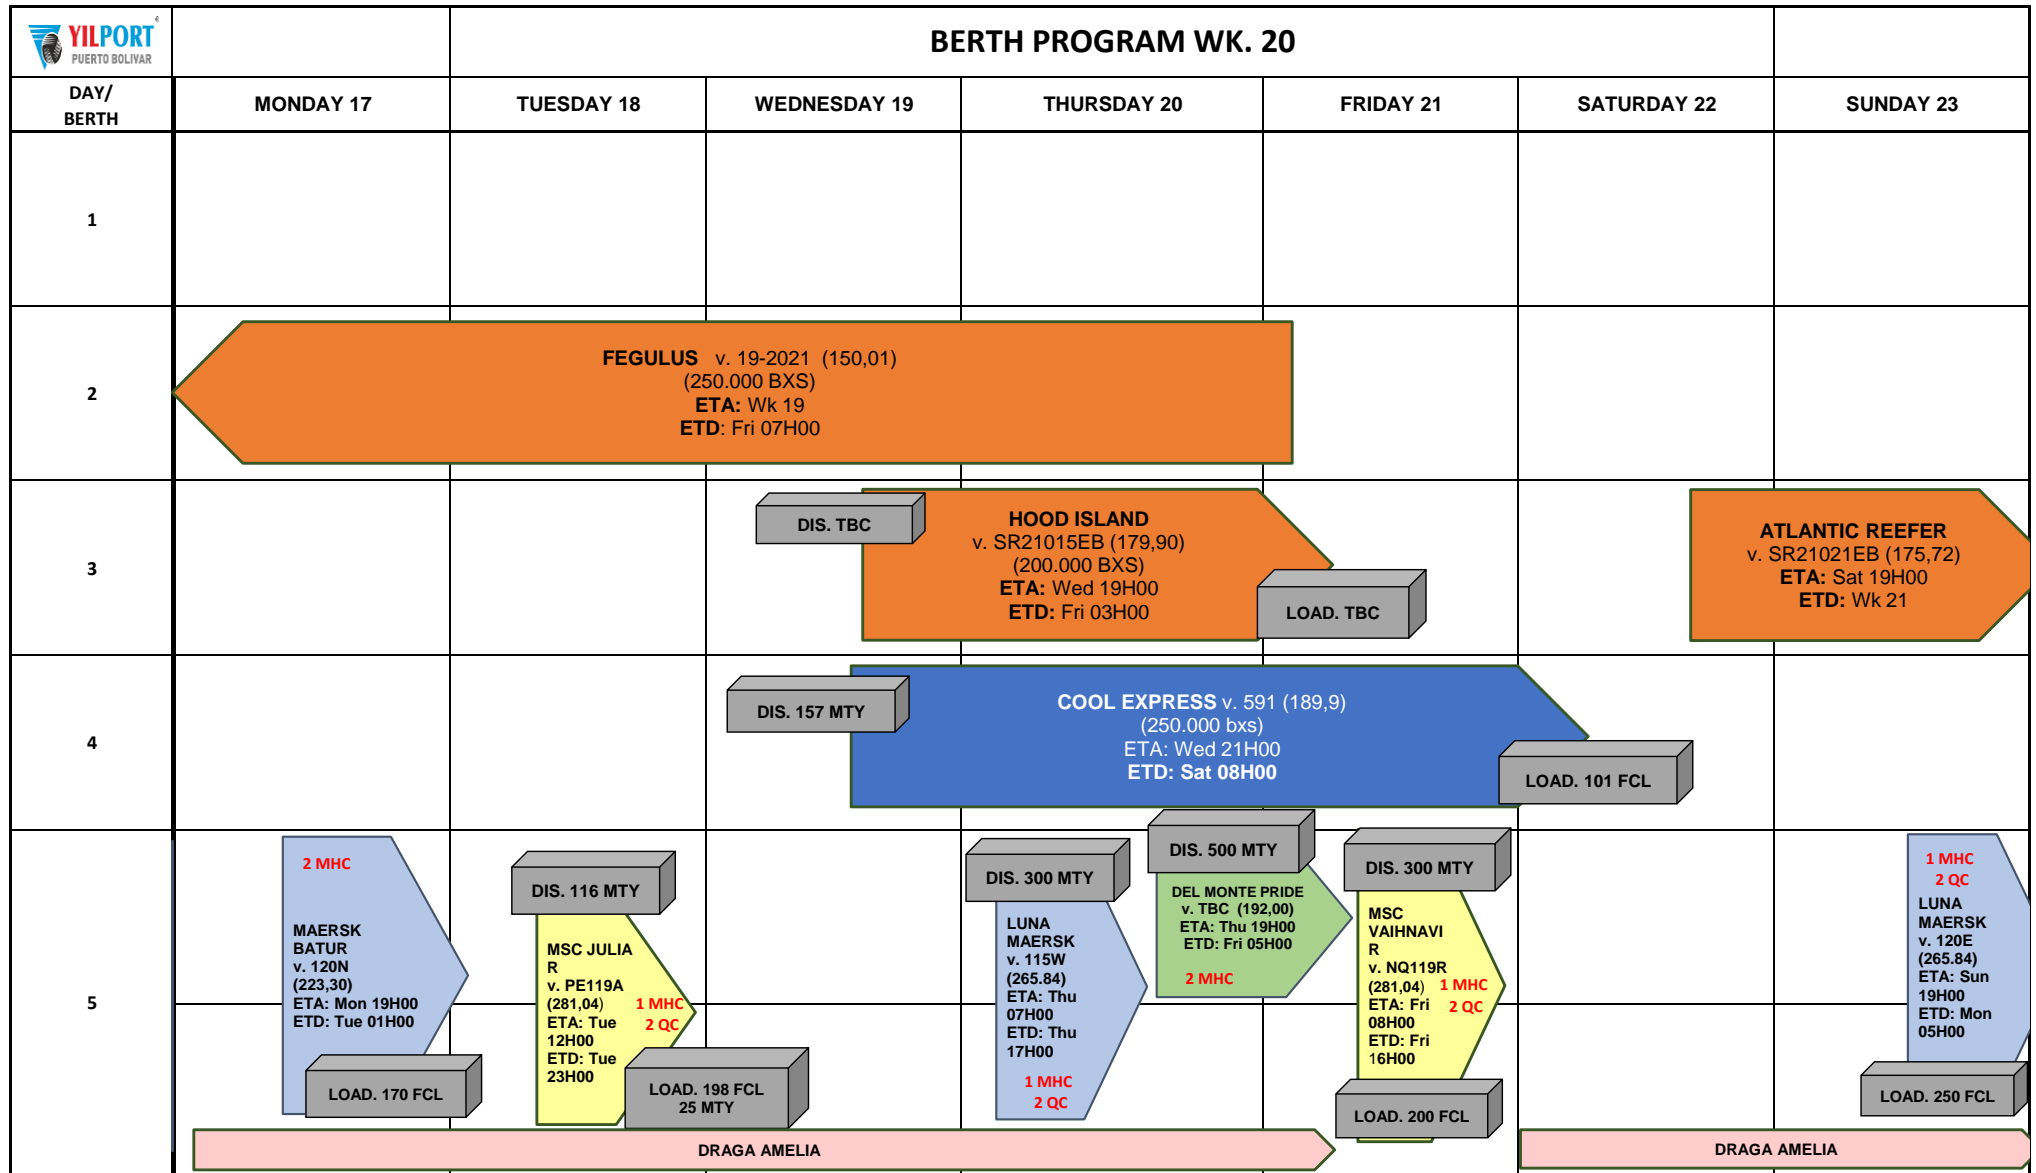 YILPORT
PUERTO BOLIVAR
BERTH PROGRAM WK. 20
DAY/
BERTH
MONDAY 17
TUESDAY 18
WEDNESDAY 19
THURSDAY 20
FRIDAY 21
SATURDAY 22
SUNDAY 23
1
2
FEGULUS v. 19-2021 (150,01)
(250.000 BXS)
ETA: Wk 19
ETD: Fri 07H00
3
DIS. TBC
HOOD ISLAND
v. SR21015EB (179,90)
(200.000 BXS)
ETA: Wed 19H00
ETD: Fri 03H00
LOAD. TBC
ATLANTIC REEFER
v. SR21021EB (175,72)
ETA: Sat 19H00
ETD: Wk 21
4
DIS. 157 MTY
COOL EXPRESS v. 591 (189,9)
(250.000 bxs)
ETA: Wed 21H00
ETD: Sat 08H00
LOAD. 101 FCL
5
2 MHC
MAERSK
BATUR
v. 120N
(223,30)
ETA: Mon 19H00
ETD: Tue 01H00
LOAD. 170 FCL
DIS. 116 MTY
MSC JULIA
R
v. PE119A
(281,04)
ETA: Tue
12H00
ETD: Tue
23H00
1 MHC
2 QC
LOAD. 198 FCL
25 MTY
DIS. 300 MTY
LUNA
MAERSK
v. 115W
(265.84)
ETA: Thu
07H00
ETD: Thu
17H00
1 MHC
2 QC
DIS. 500 MTY
DEL MONTE PRIDE
v. TBC (192,00)
ETA: Thu 19H00
ETD: Fri 05H00
2 MHC
DIS. 300 MTY
MSC
VAIHNAVI
R
v. NQ119R
(281,04)
ETA: Fri
08H00
ETD: Fri
16H00
1 MHC
2 QC
LOAD. 200 FCL
1 MHC
2 QC
LUNA
MAERSK
v. 120E
(265.84)
ETA: Sun
19H00
ETD: Mon
05H00
LOAD. 250 FCL
DRAGA AMELIA
DRAGA AMELIA